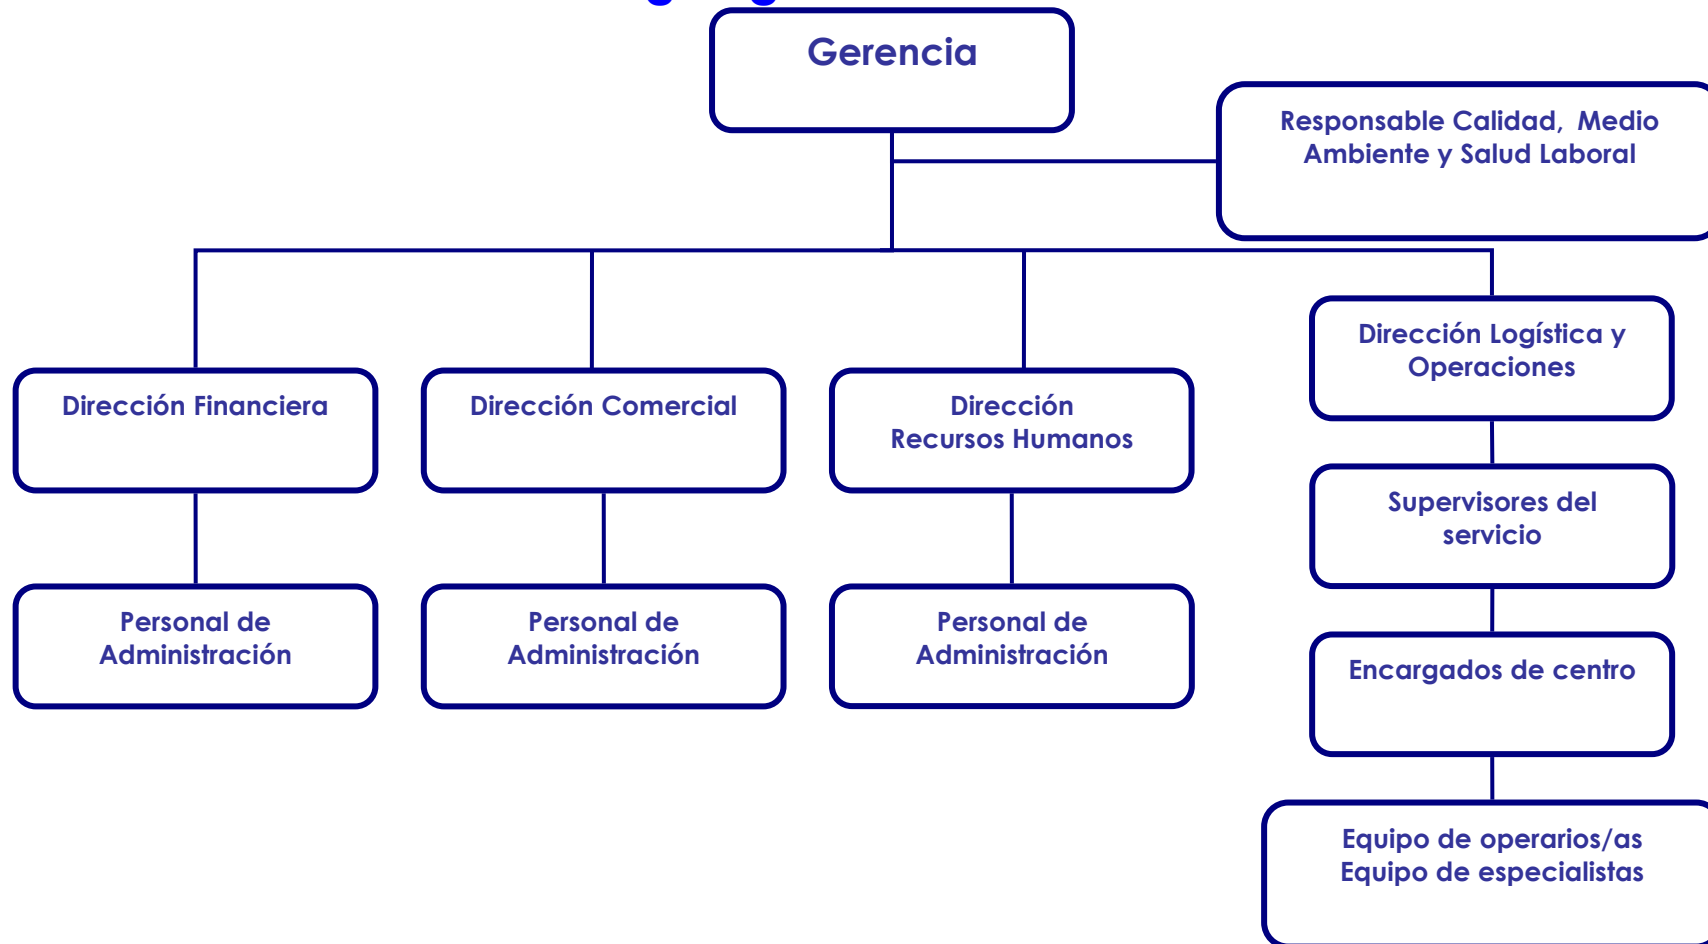 Gerencia
Responsable Calidad, Medio
Ambiente y Salud Laboral
Dirección Logística y
Operaciones
Dirección Financiera
Dirección Comercial
Dirección
Recursos Humanos
Supervisores del
servicio
Personal de
Administración
Personal de
Administración
Personal de
Administración
Encargados de centro
Equipo de operarios/as
Equipo de especialistas